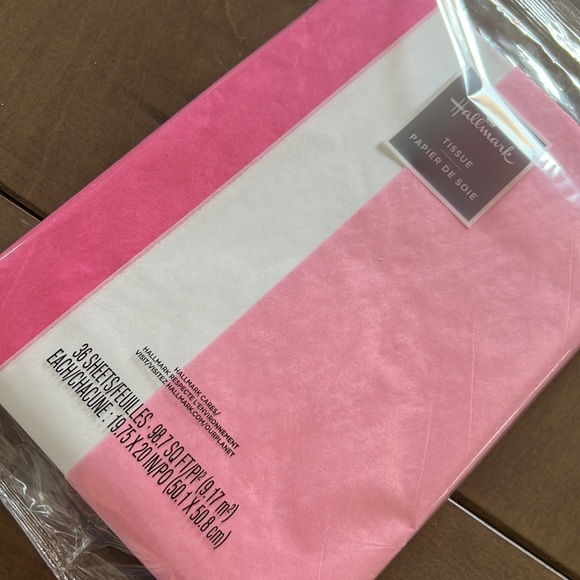 Hallmark
TISSUE
PAPIER DE SOIE
HALLMARK CARES/
HALLMARK RESPECTE L'ENVIRONNEMENT
VISIT/VISITEZ HALLMARK.COM/OURPLANET
36 SHEETS/FEUILLES : 98.7 SQ FT/PI² (9.17 m²)
EACH/CHACUNE : 19.75 X 20 IN/PO (50.1 X 50.8 cm)